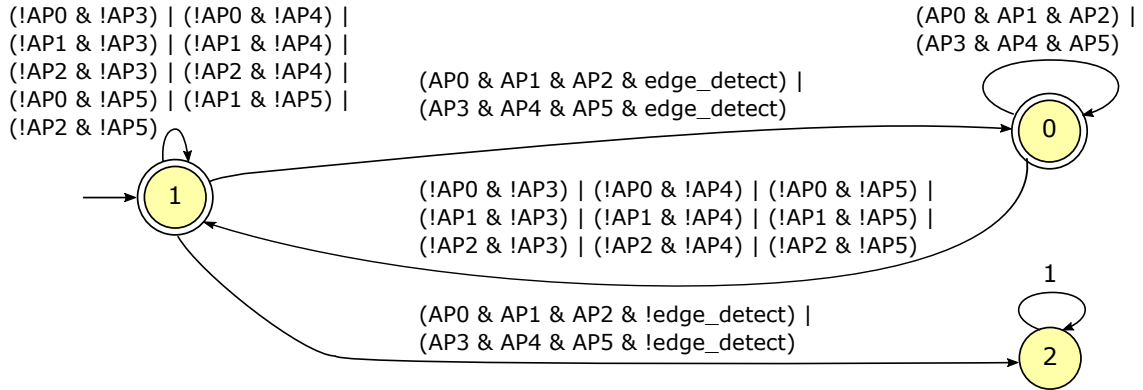 (!AP0 & !AP3) | (!AP0 & !AP4) |
(!AP1 & !AP3) | (!AP1 & !AP4) |
(!AP2 & !AP3) | (!AP2 & !AP4) |
(!AP0 & !AP5) | (!AP1 & !AP5) |
(!AP2 & !AP5)
(AP0 & AP1 & AP2) |
(AP3 & AP4 & AP5)
(AP0 & AP1 & AP2 & edge_detect) |
(AP3 & AP4 & AP5 & edge_detect)
0
1
(!AP0 & !AP3) | (!AP0 & !AP4) | (!AP0 & !AP5) |
(!AP1 & !AP3) | (!AP1 & !AP4) | (!AP1 & !AP5) |
(!AP2 & !AP3) | (!AP2 & !AP4) | (!AP2 & !AP5)
1
(AP0 & AP1 & AP2 & !edge_detect) |
(AP3 & AP4 & AP5 & !edge_detect)
2